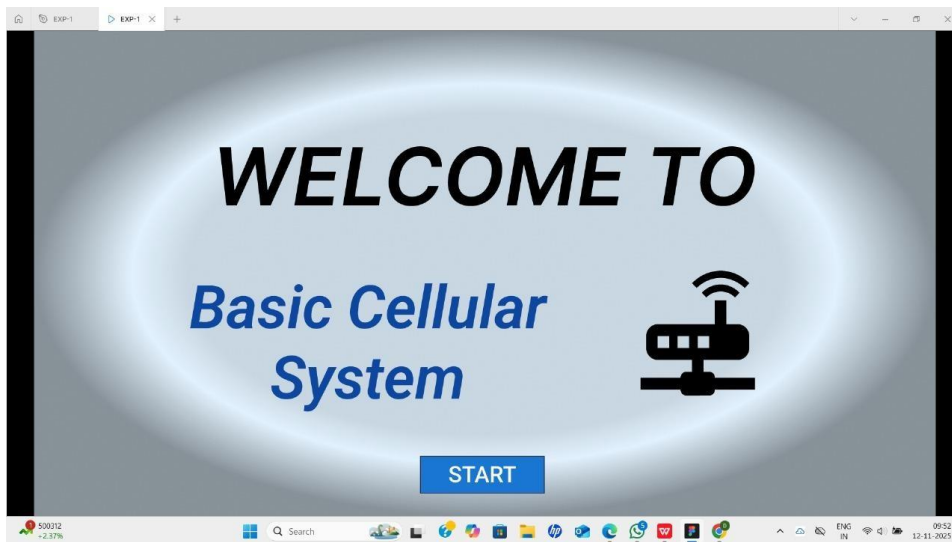 EXP-1
EXP-1
WELCOME TO
Basic Cellular
System
START
1
500312
+2.37%
Search
ENG
IN
09:52
12-11-2025